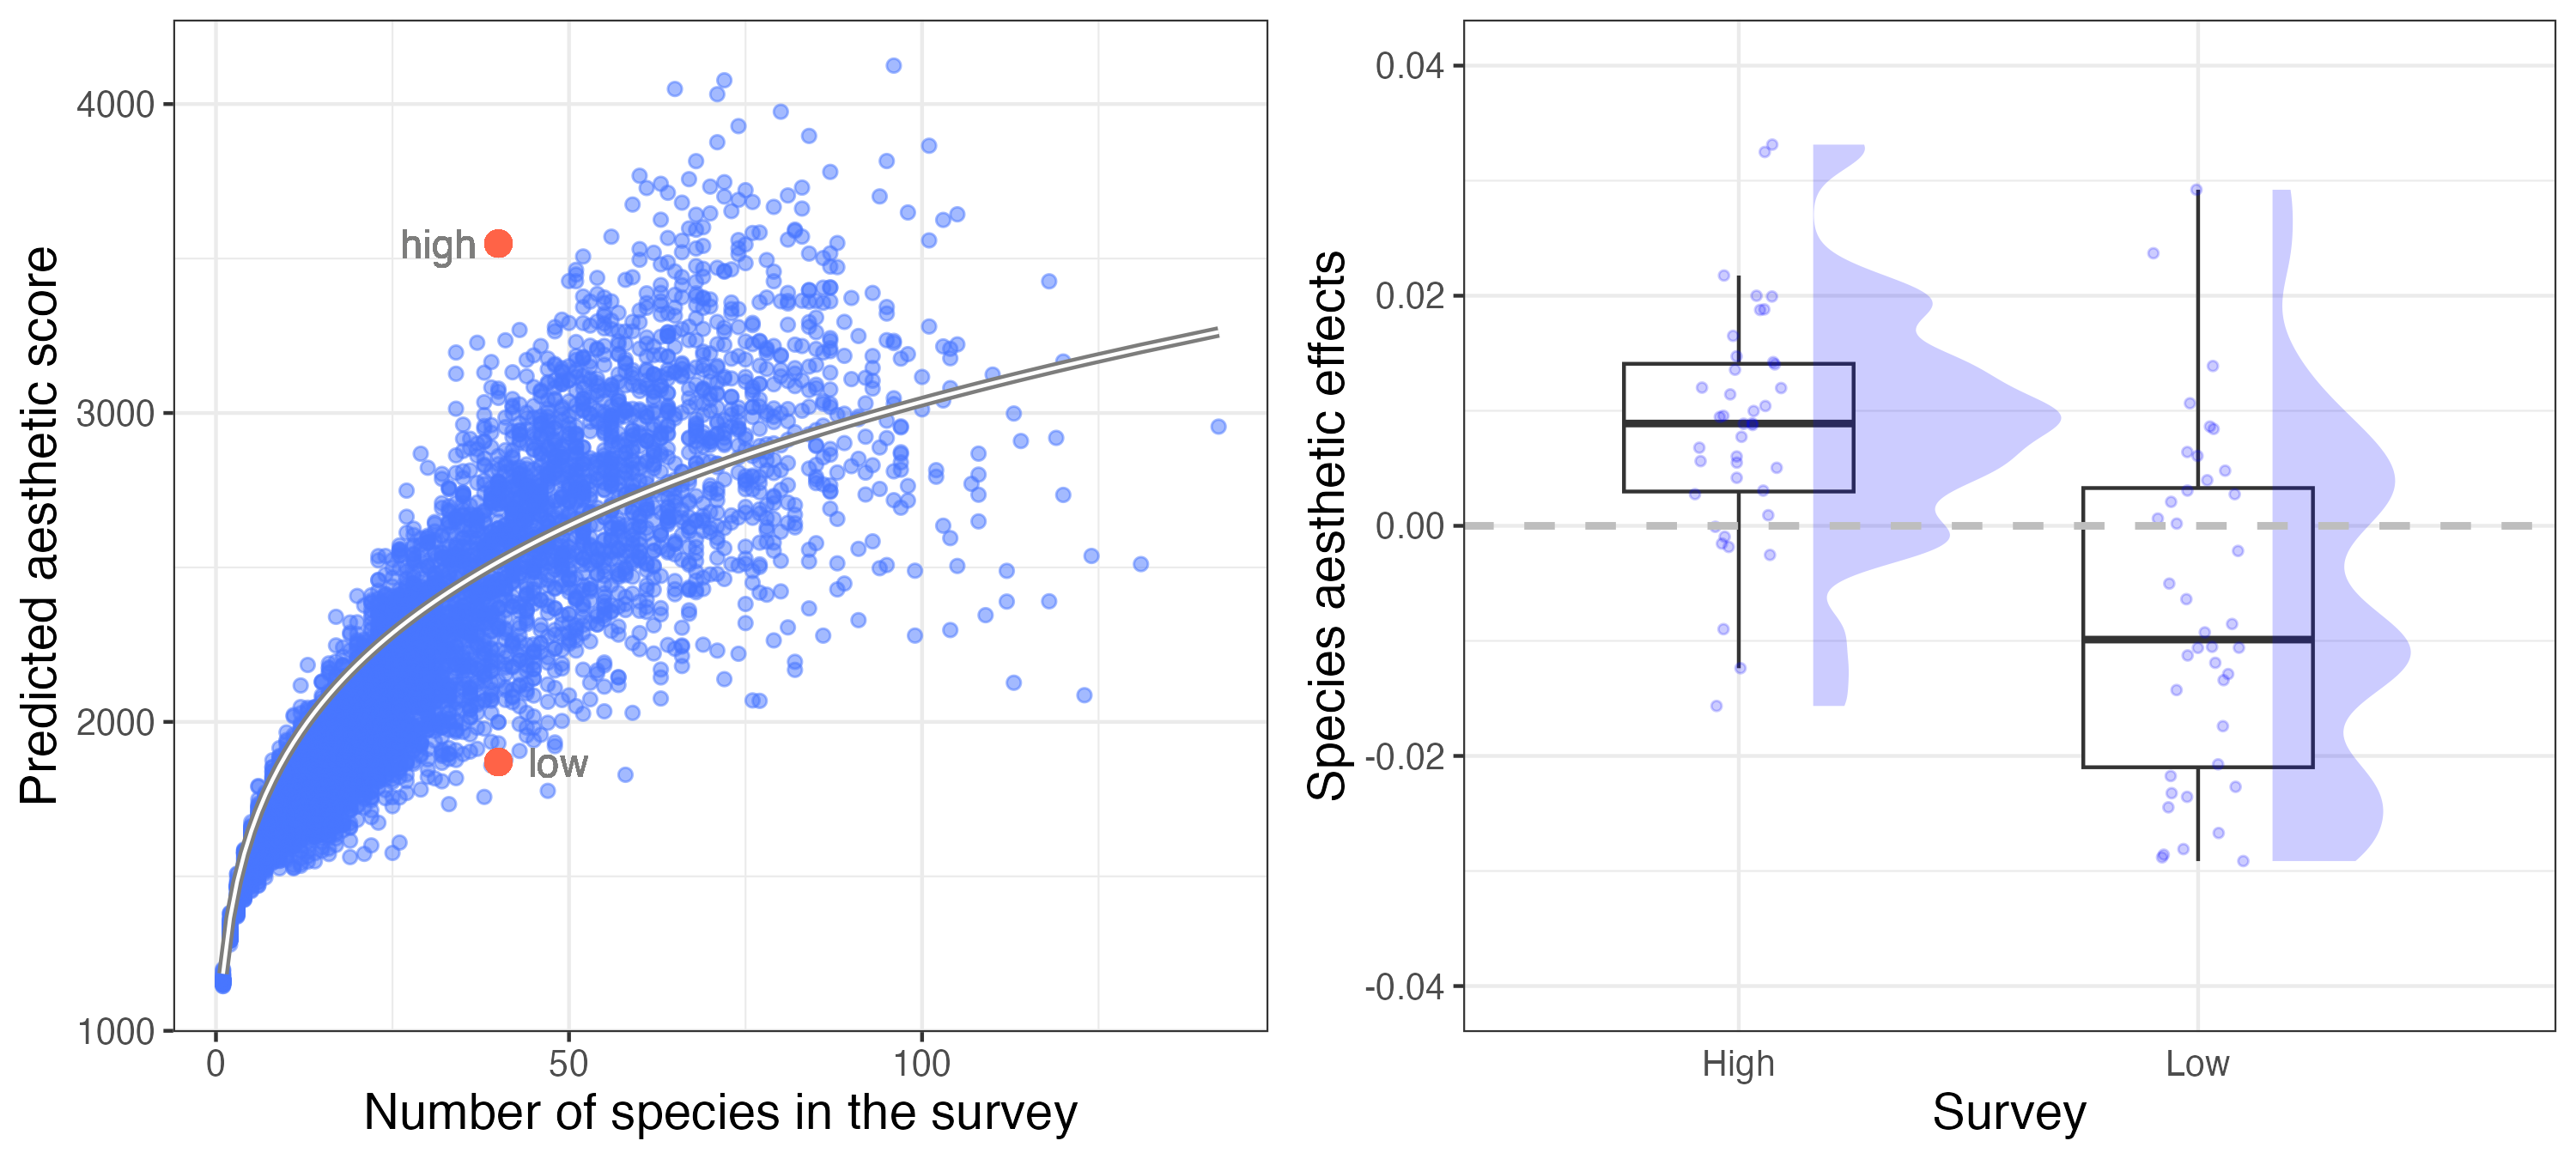 Predicted aesthetic score
4000
3000
2000
1000
high
low
0
50
100
Number of species in the survey
Species aesthetic effects
0.04
0.02
0.00
-0.02
-0.04
High
Low
Survey